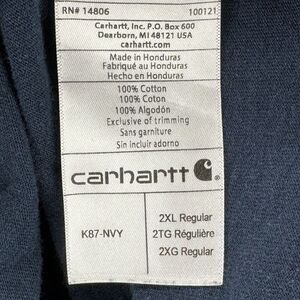 RN# 14806 100121
Carhartt, Inc. P.O. Box 600
Dearborn, MI 48121 USA
carhartt.com
Made in Honduras
Fabriqué au Honduras
Hecho en Honduras
100% Cotton
100% Coton
100% Algodón
Exclusive of trimming
Sans garniture
Sin incluir adorno
carhartt
K87-NVY
2XL Regular
2TG Régulière
2XG Regular